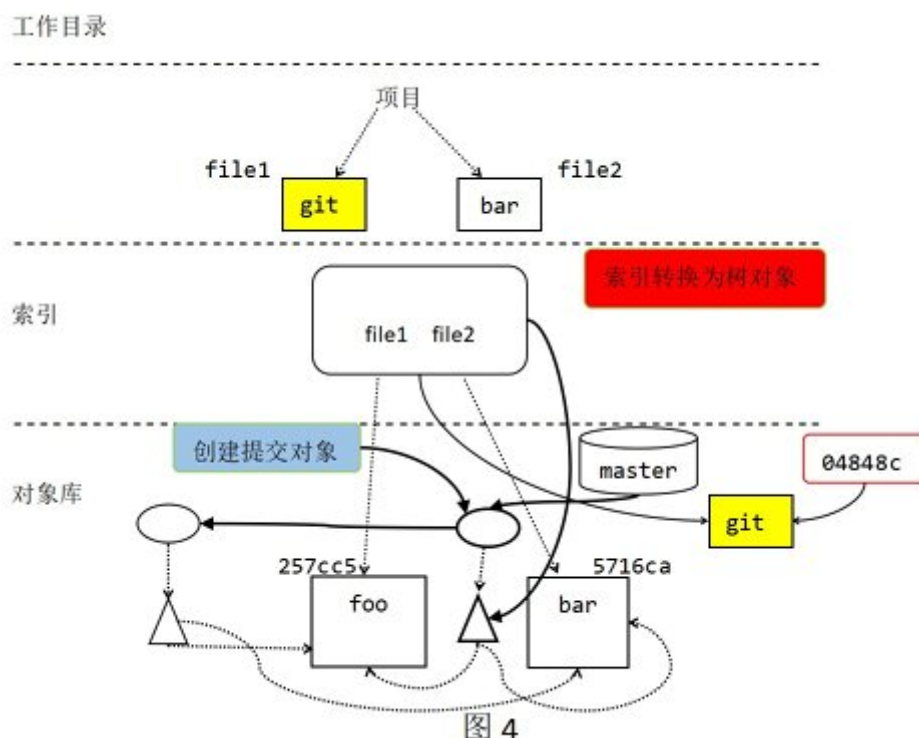 工作目录
项目
file1
file2
git
bar
索引转换为树对象
索引
file1 file2
创建提交对象
master
04848c
对象库
git
257cc5
5716ca
foo
bar
图 4